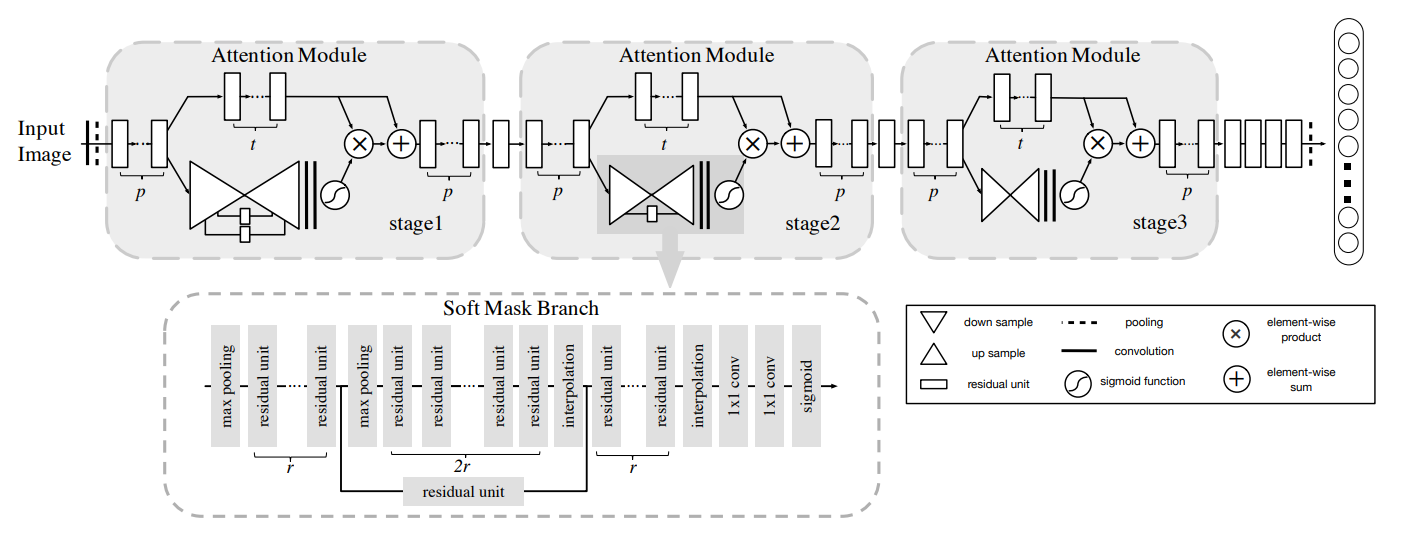 Attention Module
Attention Module
Attention Module
Input
Image
t
t
t
p
p
p
p
p
p
stage1
stage2
stage3
Soft Mask Branch
max pooling
residual unit
residual unit
max pooling
residual unit
residual unit
residual unit
residual unit
interpolation
residual unit
residual unit
interpolation
1x1 conv
1x1 conv
sigmoid
r
2r
r
residual unit
down sample
up sample
residual unit
pooling
convolution
sigmoid function
element-wise
product
element-wise
sum